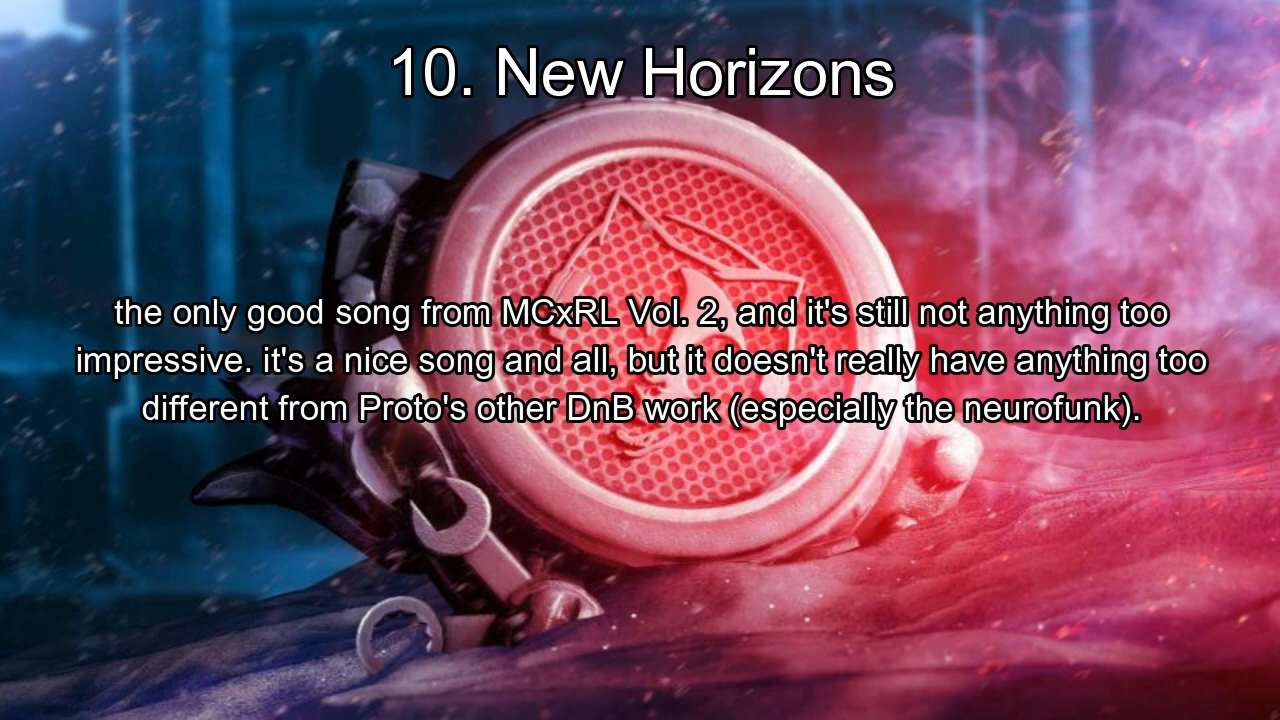 10. New Horizons
the only good song from MCxRL Vol. 2, and it's still not anything too
impressive. it's a nice song and all, but it doesn't really have anything too
different from Proto's other DnB work (especially the neurofunk).